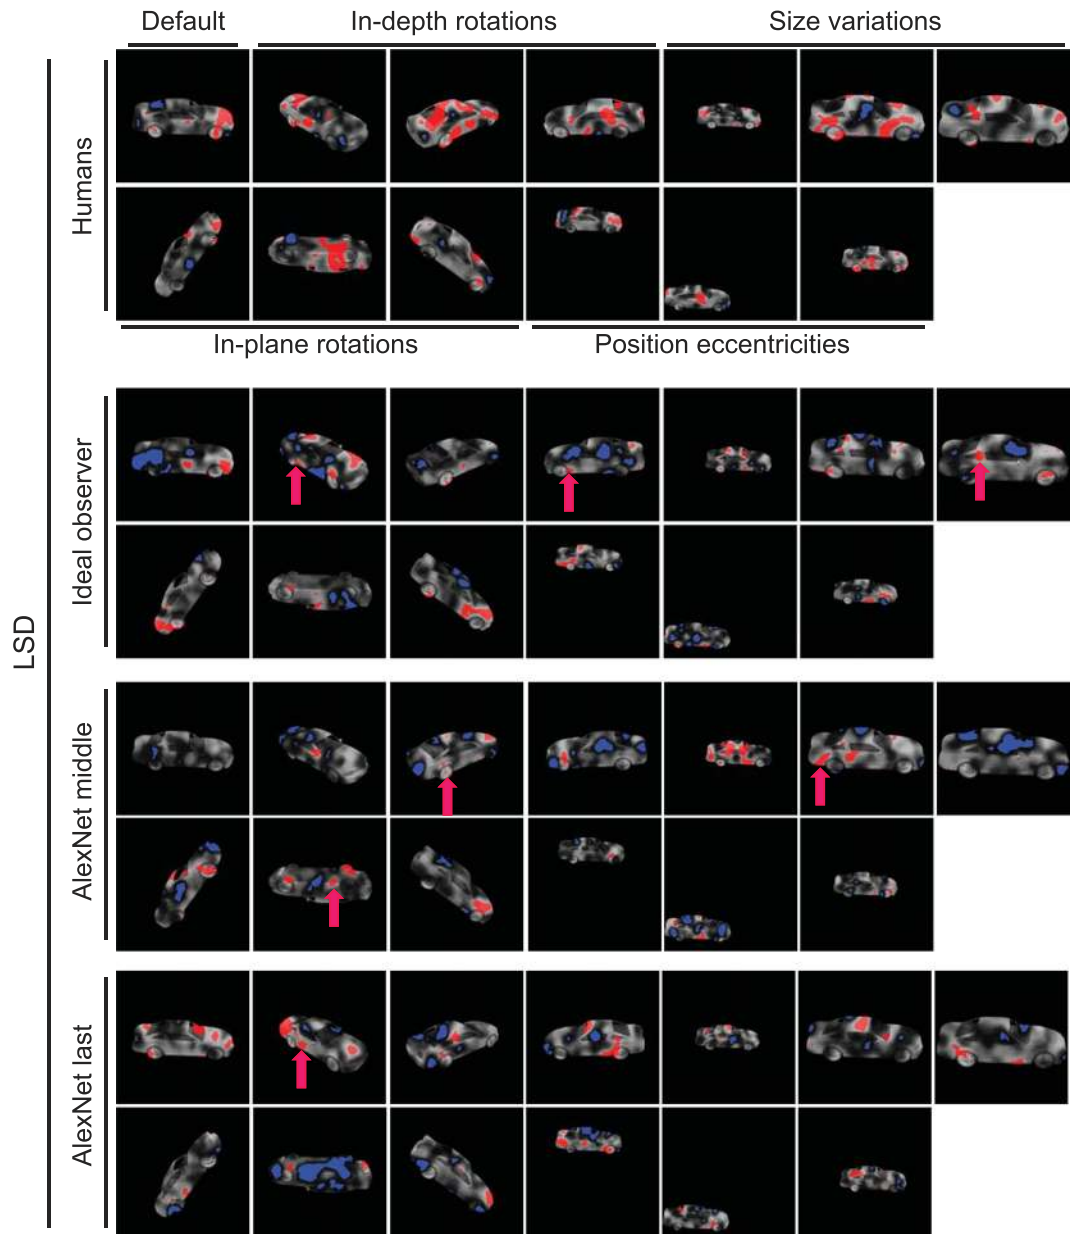 Default
In-depth rotations
Size variations
Humans
In-plane rotations
Position eccentricities
LSD
Ideal observer
AlexNet middle
AlexNet last